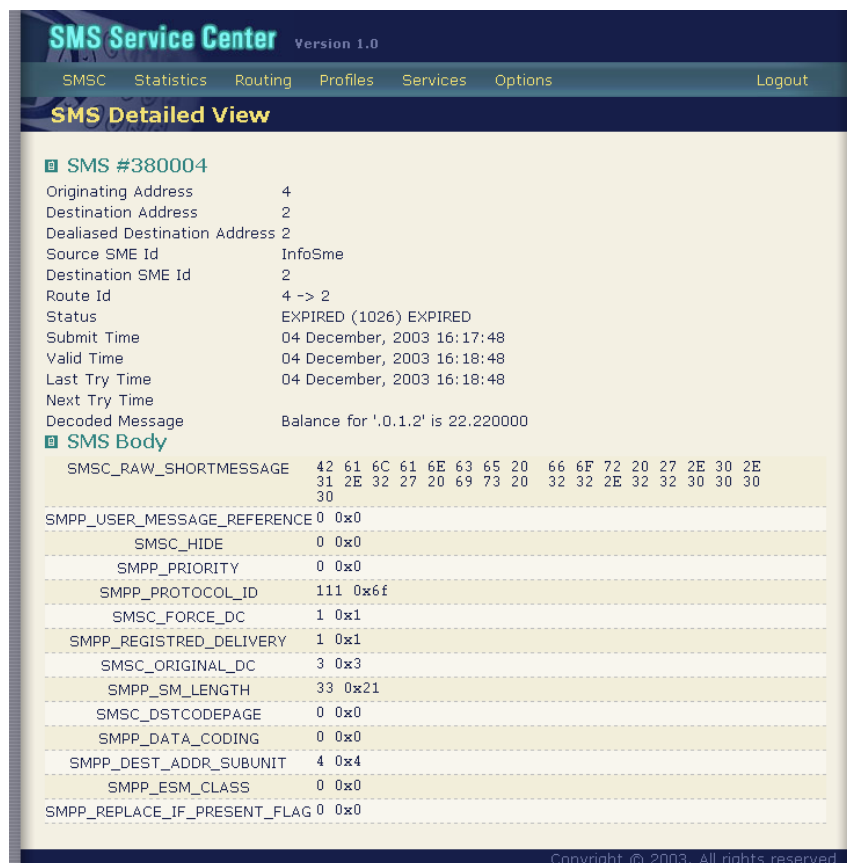 SMS Service Center Version 1.0
SMSC Statistics Routing Profiles Services Options Logout
SMS Detailed View
SMS #380004
Originating Address 4
Destination Address 2
Dealiased Destination Address 2
Source SME Id InfoSme
Destination SME Id 2
Route Id 4 -> 2
Status EXPIRED (1026) EXPIRED
Submit Time 04 December, 2003 16:17:48
Valid Time 04 December, 2003 16:18:48
Last Try Time 04 December, 2003 16:18:48
Next Try Time
Decoded Message Balance for '.0.1.2' is 22.220000
SMS Body
SMSC_RAW_SHORTMESSAGE 42 61 6C 61 6E 63 65 20 66 6F 72 20 27 2E 30 2E
31 2E 32 27 20 69 73 20 32 32 2E 32 32 30 30 30
30
SMPP_USER_MESSAGE_REFERENCE 0 0x0
SMSC_HIDE 0 0x0
SMPP_PRIORITY 0 0x0
SMPP_PROTOCOL_ID 111 0x6f
SMSC_FORCE_DC 1 0x1
SMPP_REGISTRED_DELIVERY 1 0x1
SMSC_ORIGINAL_DC 3 0x3
SMPP_SM_LENGTH 33 0x21
SMSC_DSTCODEPAGE 0 0x0
SMPP_DATA_CODING 0 0x0
SMPP_DEST_ADDR_SUBUNIT 4 0x4
SMPP_ESM_CLASS 0 0x0
SMPP_REPLACE_IF_PRESENT_FLAG 0 0x0
Copyright © 2003. All rights reserved